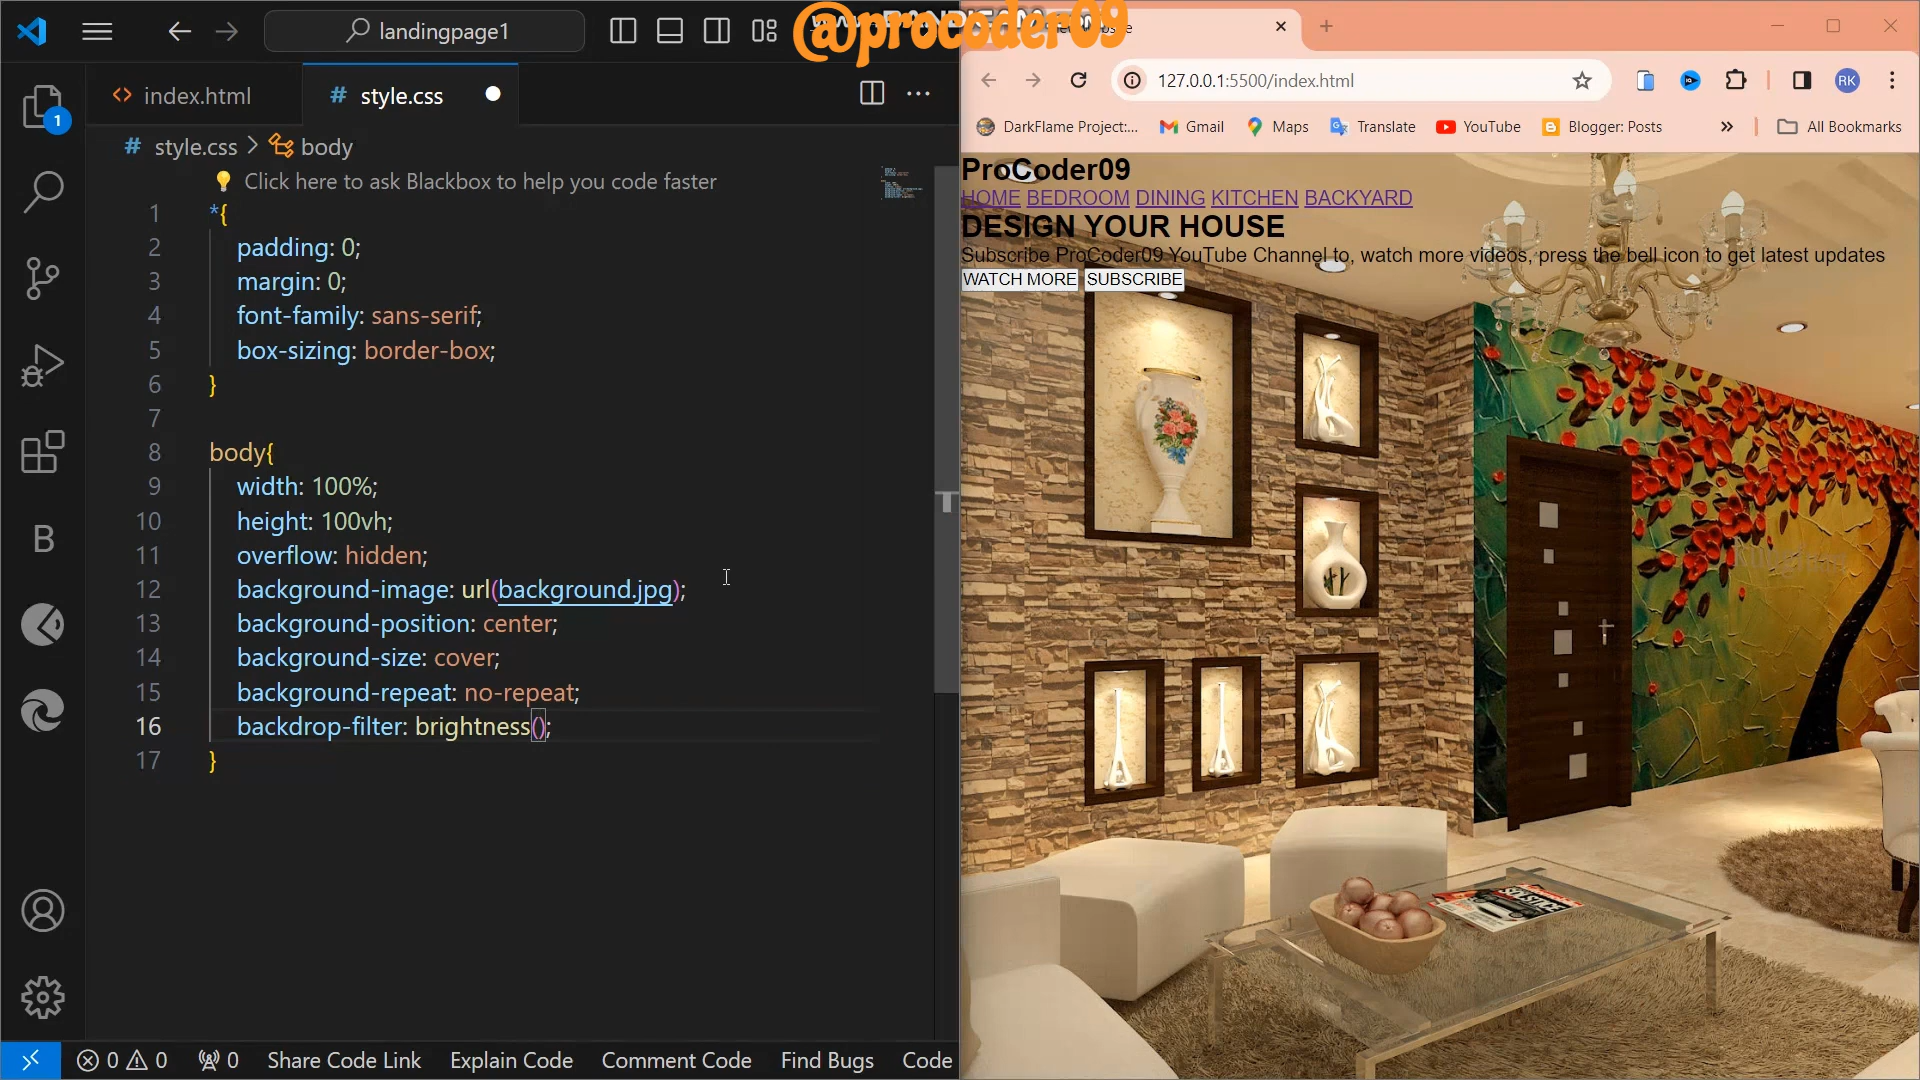 landingpage1
@procoder09
index.html
# style.css
1
# style.css > body
Click here to ask Blackbox to help you code faster
1 *{
2 padding: 0;
3 margin: 0;
4 font-family: sans-serif;
5 box-sizing: border-box;
6 }
7
8 body{
9 width: 100%;
10 height: 100vh;
11 overflow: hidden;
12 background-image: url(background.jpg);
13 background-position: center;
14 background-size: cover;
15 background-repeat: no-repeat;
16 backdrop-filter: brightness();
17 }
B
0 0 0 Share Code Link Explain Code Comment Code Find Bugs Code
127.0.0.1:5500/index.html
RK
DarkFlame Project:... Gmail Maps Translate YouTube Blogger: Posts » All Bookmarks
ProCoder09
HOME BEDROOM DINING KITCHEN BACKYARD
DESIGN YOUR HOUSE
Subscribe ProCoder09 YouTube Channel to, watch more videos, press the bell icon to get latest updates
WATCH MORE SUBSCRIBE